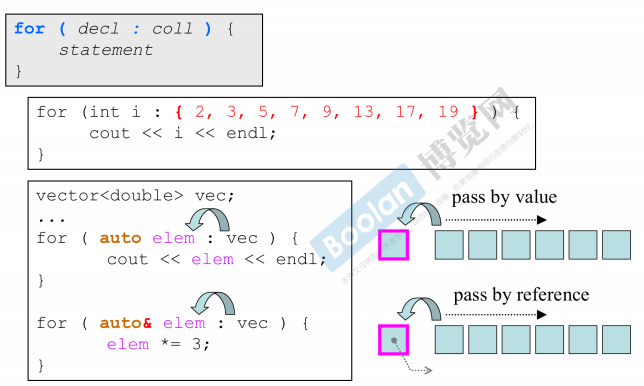 for ( decl : coll ) {
statement
}
for (int i : { 2, 3, 5, 7, 9, 13, 17, 19 } ) {
cout << i << endl;
}
vector<double> vec;
...
for ( auto elem : vec ) {
cout << elem << endl;
}
for ( auto& elem : vec ) {
elem *= 3;
}
pass by value
pass by reference
Boolan 博览网